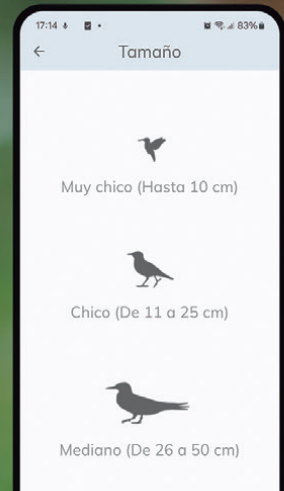 17:14
83%
Tamaño
Muy chico (Hasta 10 cm)
Chico (De 11 a 25 cm)
Mediano (De 26 a 50 cm)